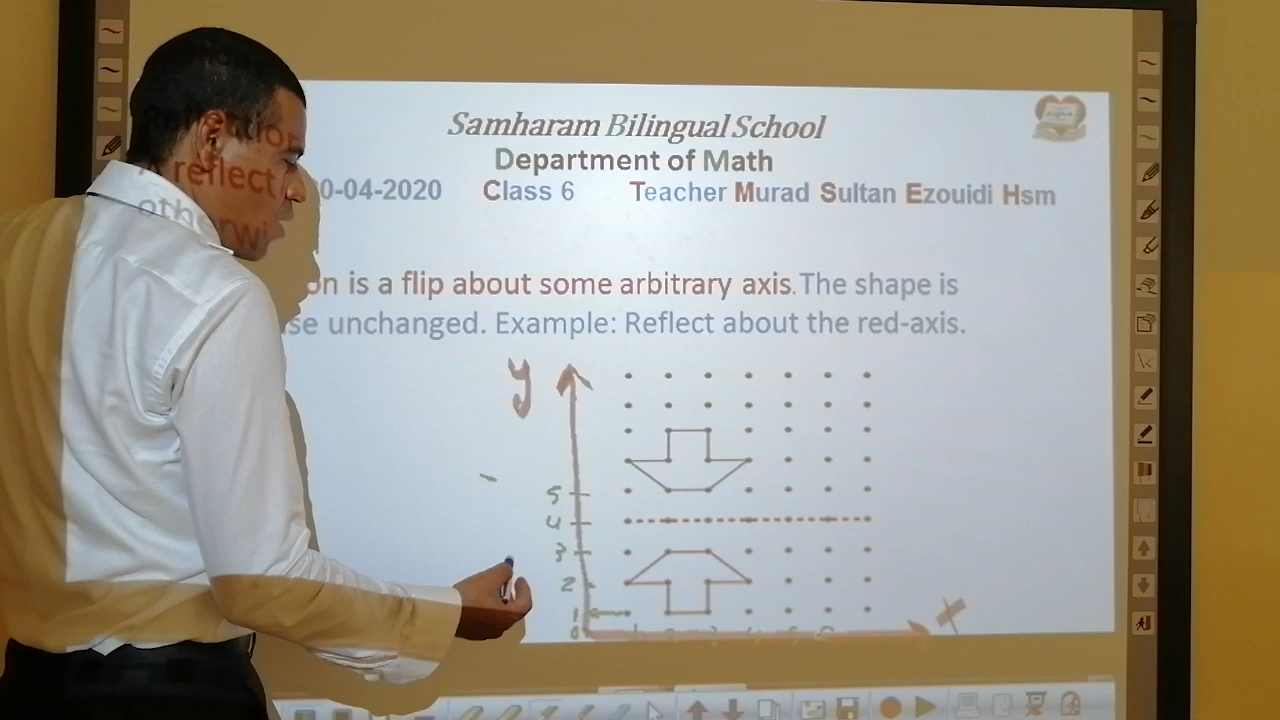 Samharam Bilingual School
Department of Math
0-04-2020 Class 6 Teacher Murad Sultan Ezouidi Hsm
on is a flip about some arbitrary axis. The shape is
se unchanged. Example: Reflect about the red-axis.
reflect
otherwi
y
5
4
3
2
1
0
x